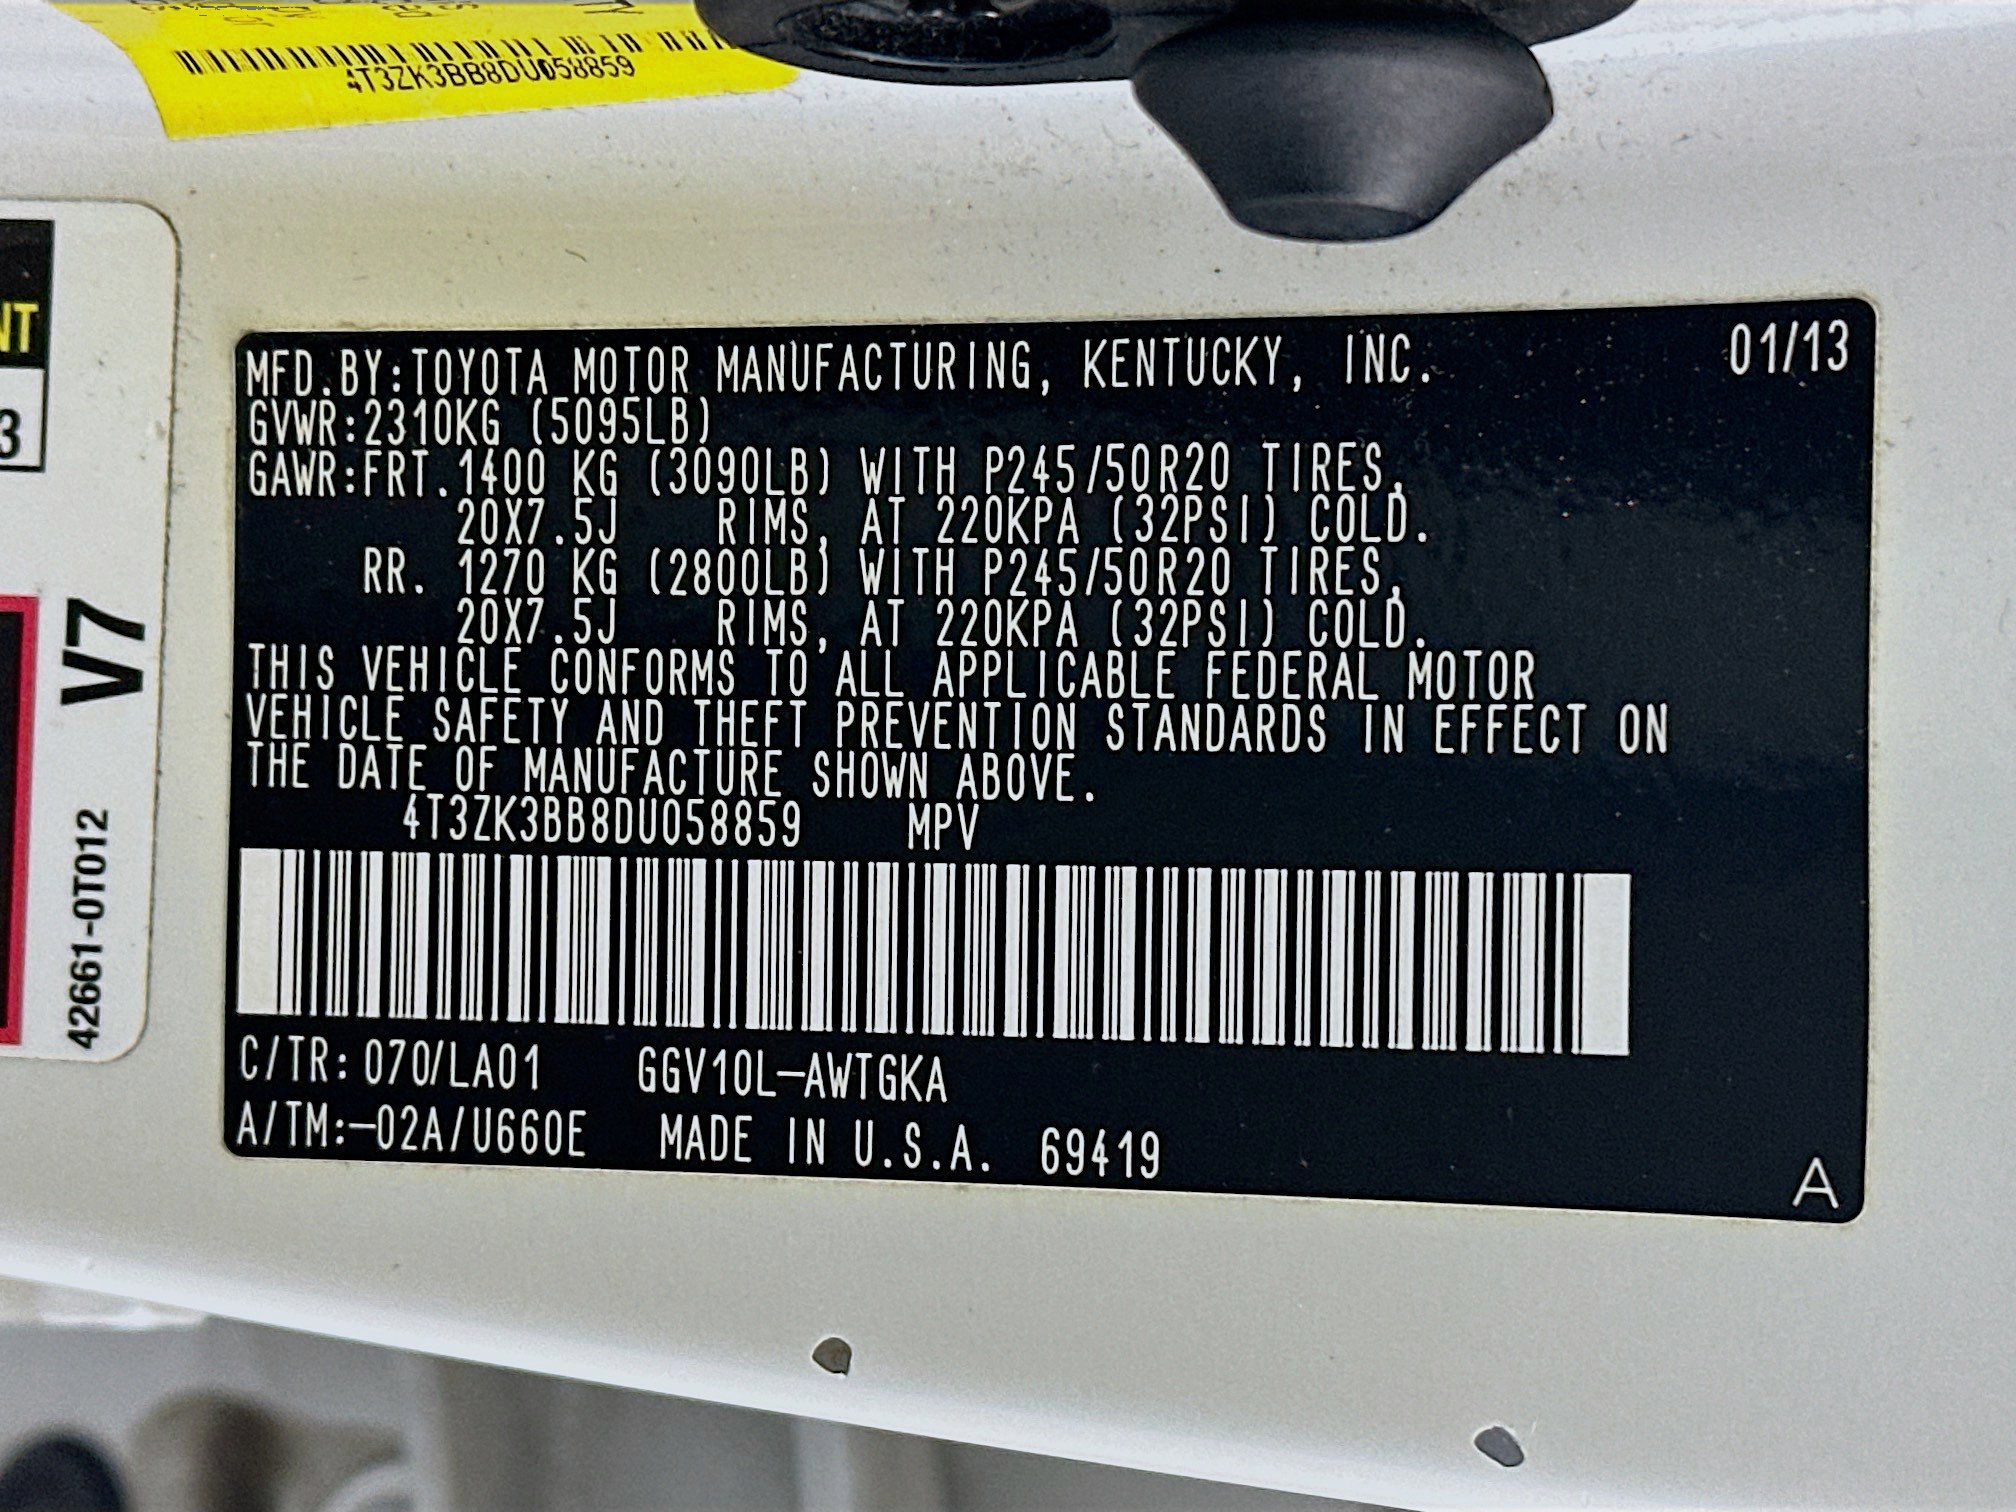 4T3ZK3BB8DU058859
NT
3
V7
42661-0T012
MFD.BY:TOYOTA MOTOR MANUFACTURING, KENTUCKY, INC. 01/13
GVWR:2310KG (5095LB)
GAWR:FRT.1400 KG (3090LB) WITH P245/50R20 TIRES,
20X7.5J RIMS, AT 220KPA (32PSI) COLD.
RR. 1270 KG (2800LB) WITH P245/50R20 TIRES,
20X7.5J RIMS, AT 220KPA (32PSI) COLD.
THIS VEHICLE CONFORMS TO ALL APPLICABLE FEDERAL MOTOR
VEHICLE SAFETY AND THEFT PREVENTION STANDARDS IN EFFECT ON
THE DATE OF MANUFACTURE SHOWN ABOVE.
4T3ZK3BB8DU058859 MPV
C/TR: 070/LA01 GGV10L-AWTGKA
A/TM:-02A/U660E MADE IN U.S.A. 69419
A